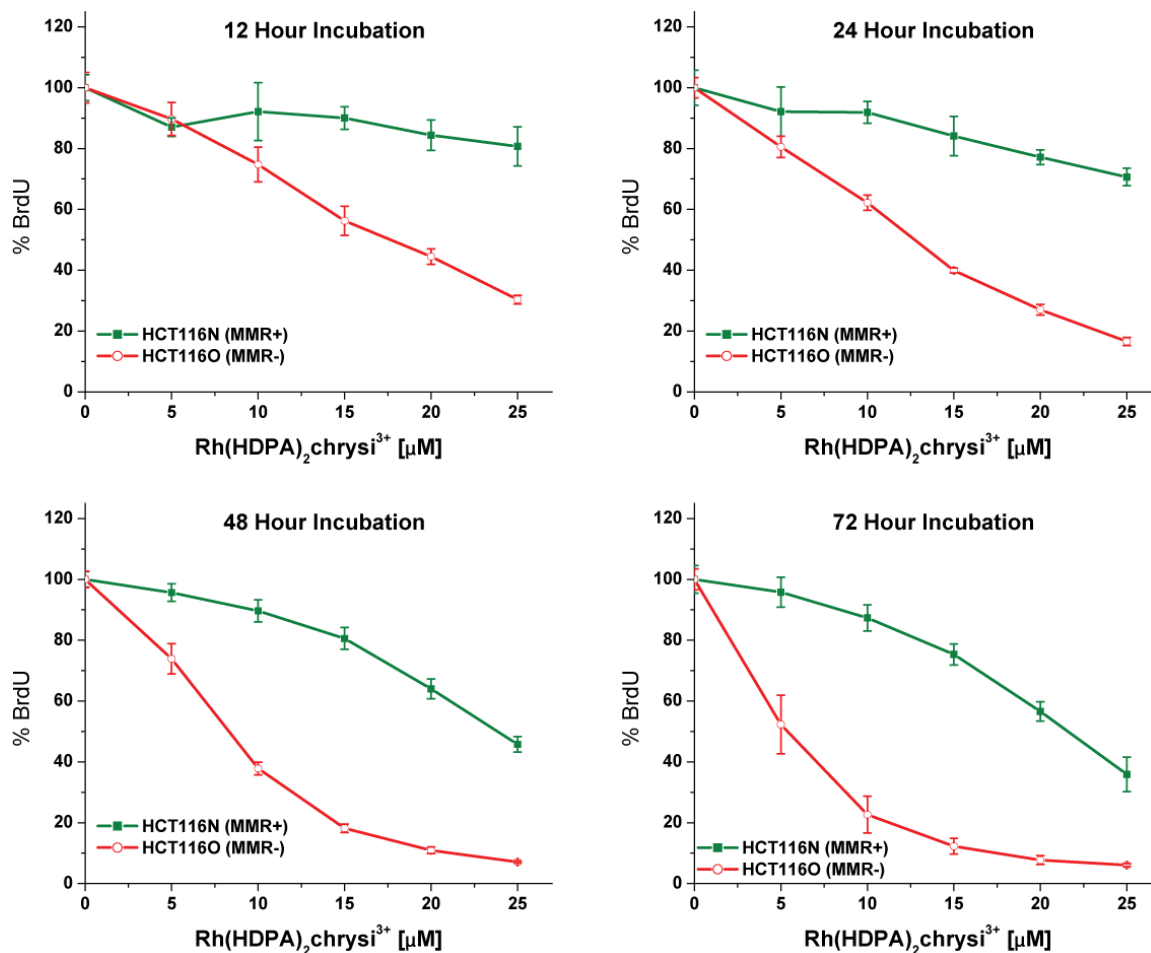 12 Hour Incubation
120
100
80
60
40
20
0
% BrdU
HCT116N (MMR+)
HCT116O (MMR-)
0 5 10 15 20 25
Rh(HDPA)₂chrysi³⁺ [μM]
24 Hour Incubation
120
100
80
60
40
20
0
% BrdU
HCT116N (MMR+)
HCT116O (MMR-)
0 5 10 15 20 25
Rh(HDPA)₂chrysi³⁺ [μM]
48 Hour Incubation
120
100
80
60
40
20
0
% BrdU
HCT116N (MMR+)
HCT116O (MMR-)
0 5 10 15 20 25
Rh(HDPA)₂chrysi³⁺ [μM]
72 Hour Incubation
120
100
80
60
40
20
0
% BrdU
HCT116N (MMR+)
HCT116O (MMR-)
0 5 10 15 20 25
Rh(HDPA)₂chrysi³⁺ [μM]